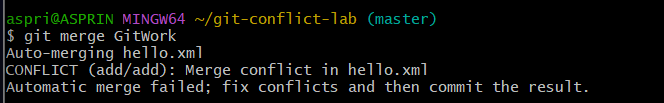 aspri@ASPRIN MINGW64 ~/git-conflict-lab (master)
$ git merge GitWork
Auto-merging hello.xml
CONFLICT (add/add): Merge conflict in hello.xml
Automatic merge failed; fix conflicts and then commit the result.